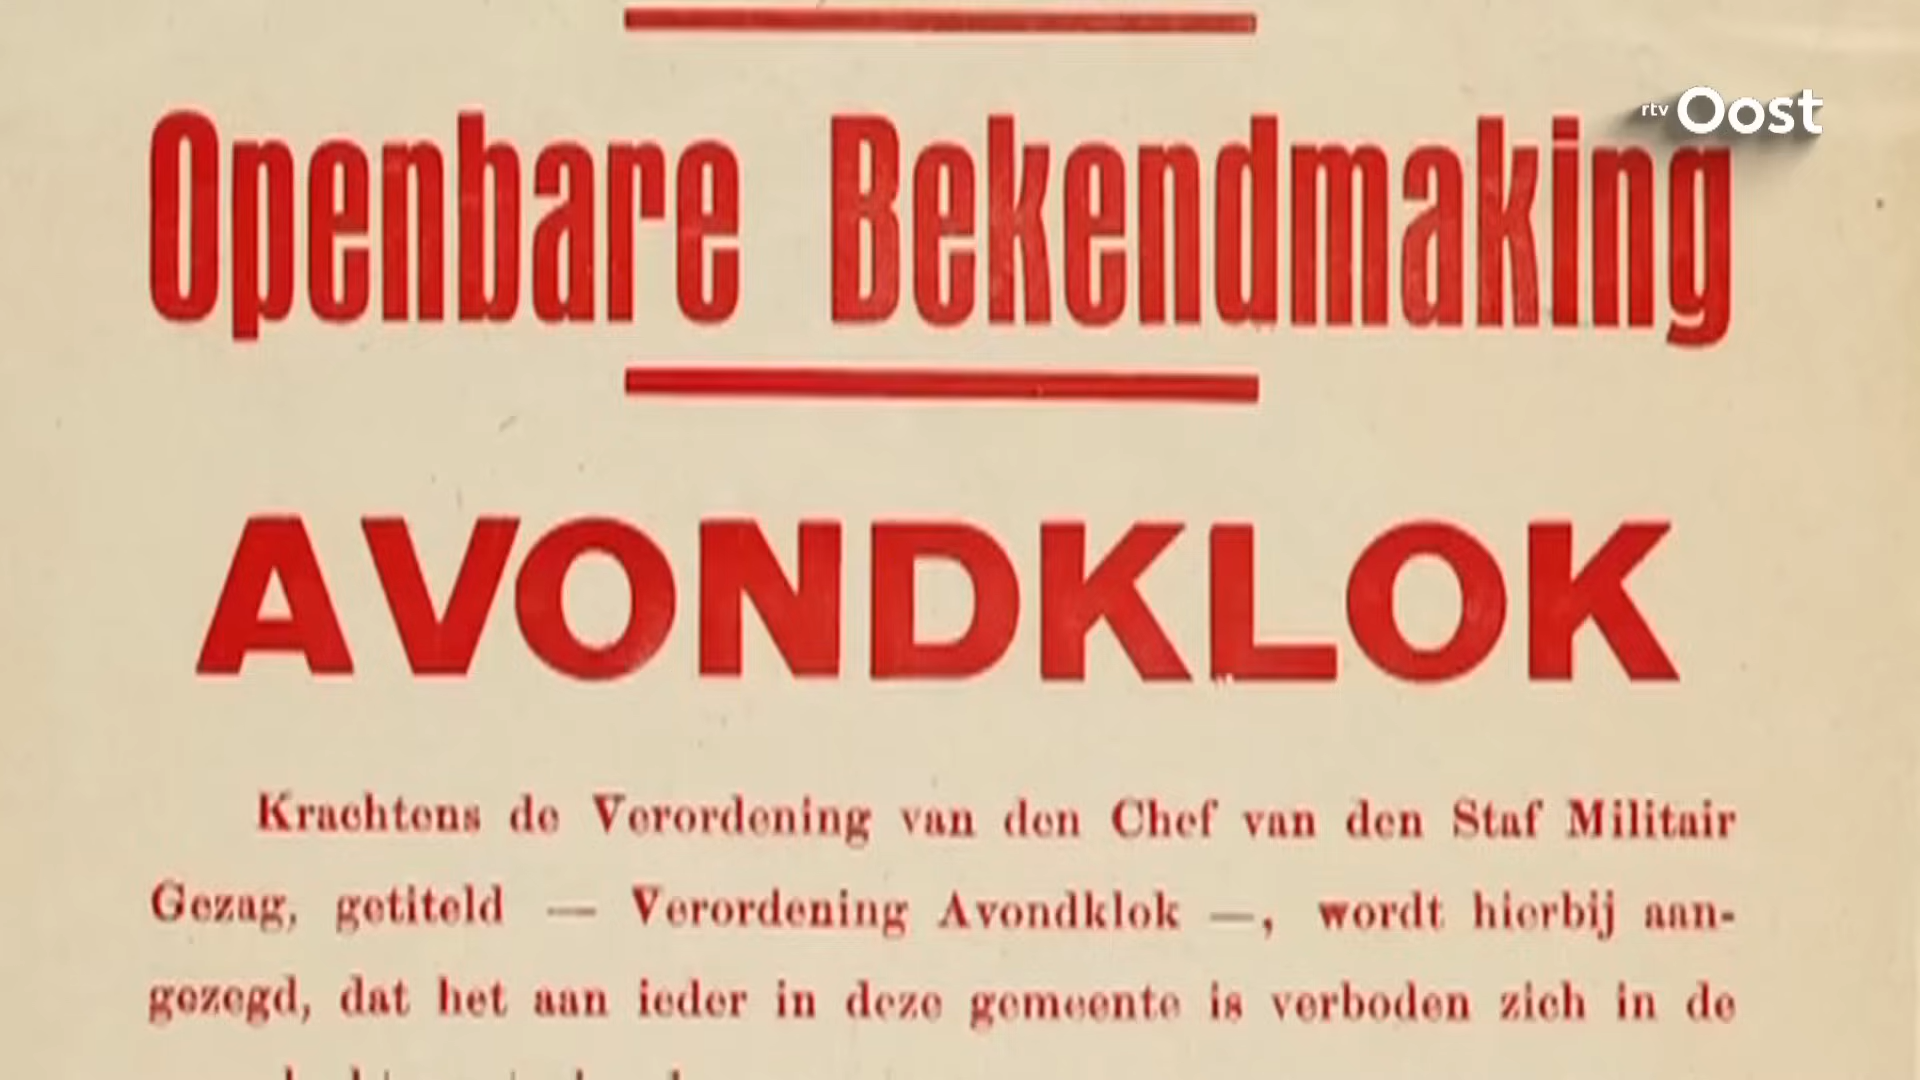 rtv Oost
Openbare Bekendmaking
AVONDKLOK
Krachtens de Verordening van den Chef van den Staf Militair
Gezag, getiteld — Verordening Avondklok —, wordt hierbij aan-
gezegd, dat het aan ieder in deze gemeente is verboden zich in de